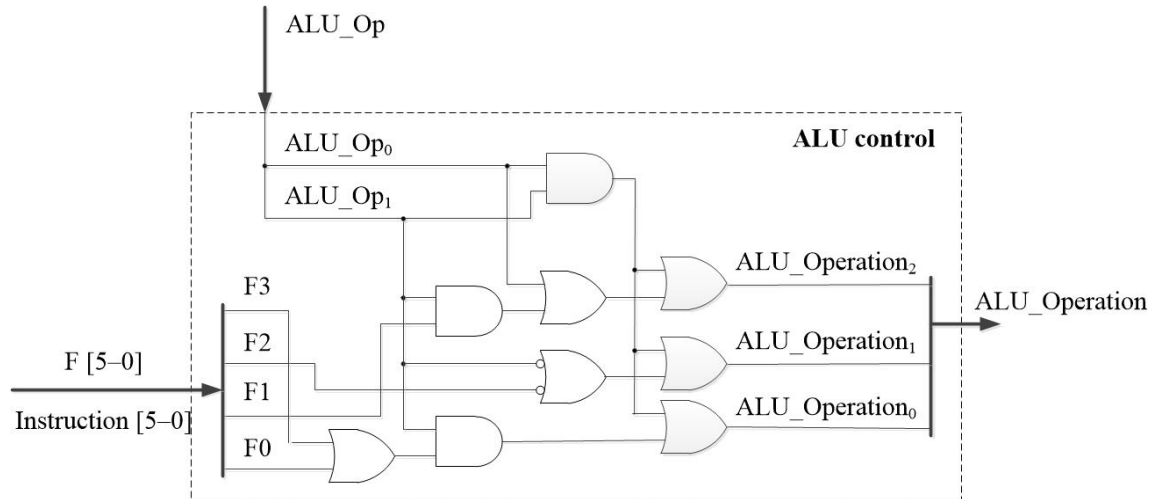 ALU_Op
ALU control
ALU_Op₀
ALU_Op₁
ALU_Operation₂
F3
ALU_Operation
F2
ALU_Operation₁
F [5–0]
F1
Instruction [5–0]
ALU_Operation₀
F0